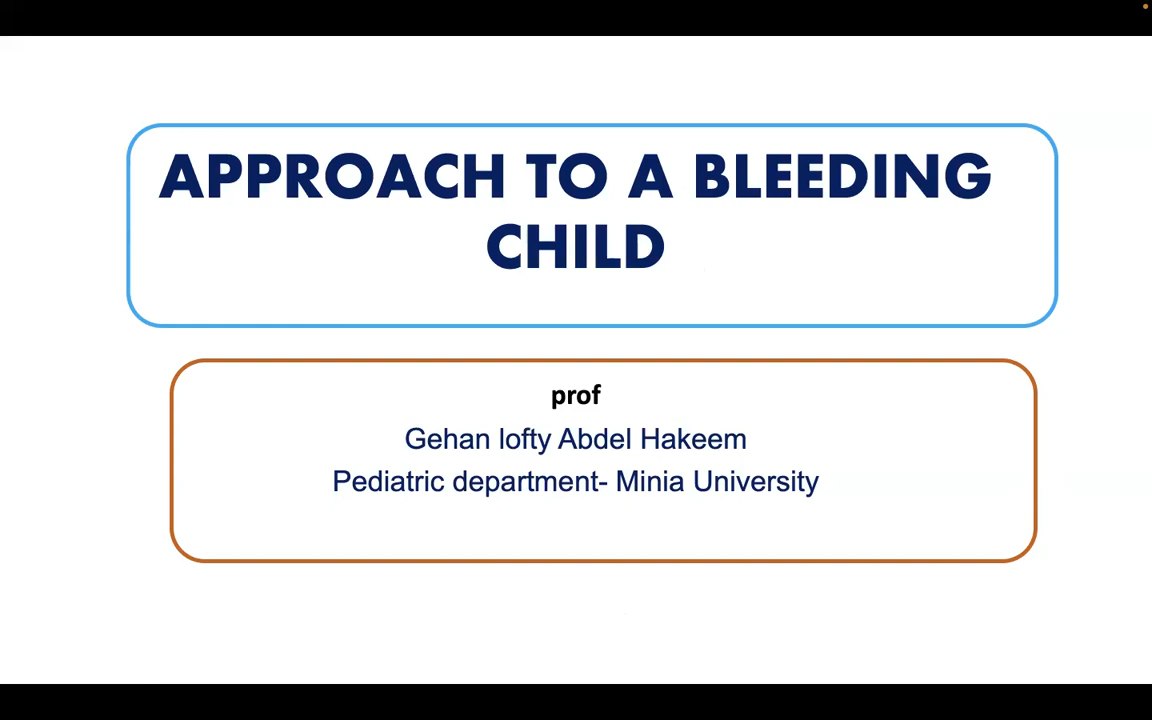 APPROACH TO A BLEEDING
CHILD
prof
Gehan lofty Abdel Hakeem
Pediatric department- Minia University